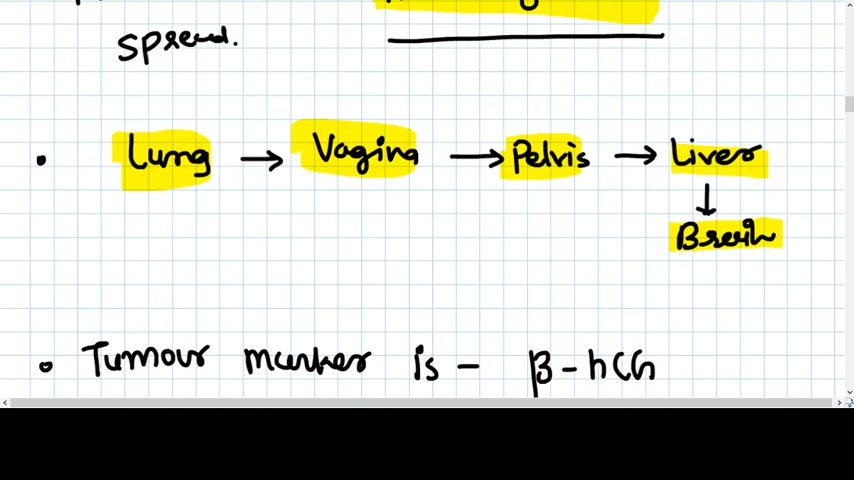 spread.
• Lung → Vagina → Pelvis → Liver
↓
Brain
• Tumour marker is - β-hCG